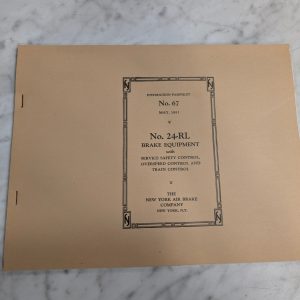 INSTRUCTION PAMPHLET
No. 67
MAY, 1951
No. 24-RL
BRAKE EQUIPMENT
with
SERVICE SAFETY CONTROL,
OVERSPEED CONTROL AND
TRAIN CONTROL
THE
NEW YORK AIR BRAKE
COMPANY
NEW YORK, N.Y.